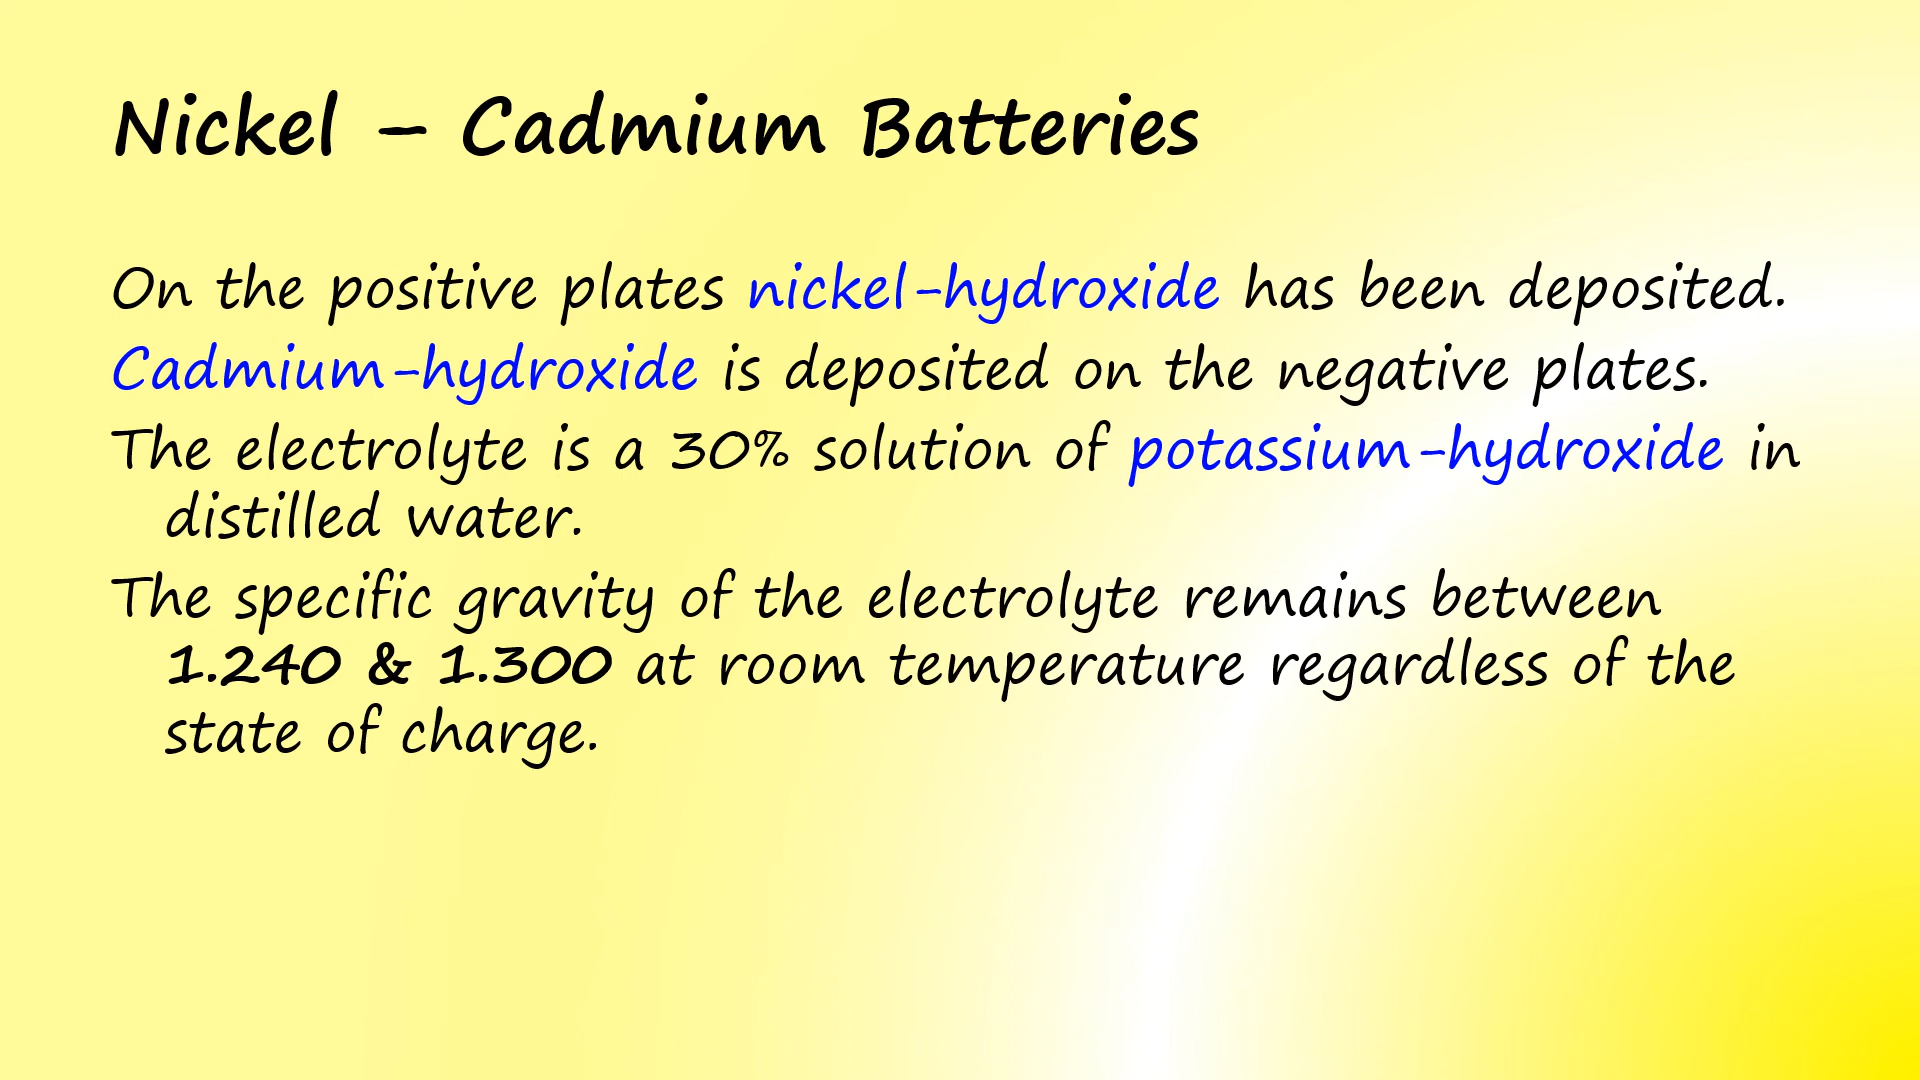 Nickel – Cadmium Batteries
On the positive plates nickel-hydroxide has been deposited.
Cadmium-hydroxide is deposited on the negative plates.
The electrolyte is a 30% solution of potassium-hydroxide in
distilled water.
The specific gravity of the electrolyte remains between
1.240 & 1.300 at room temperature regardless of the
state of charge.